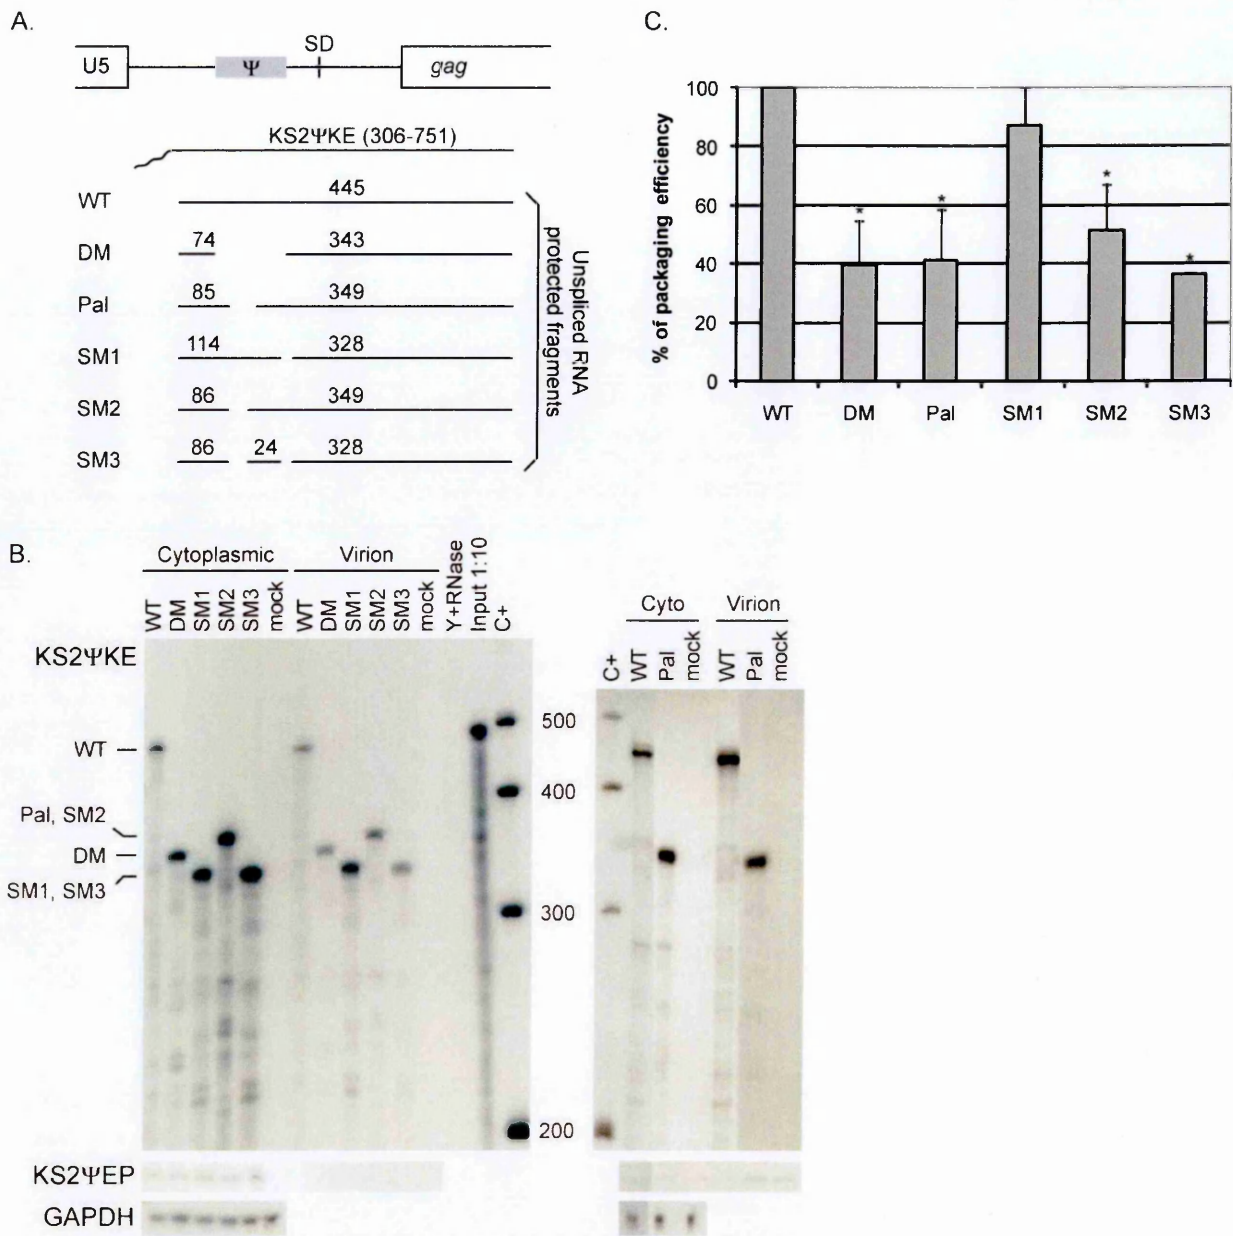 A.
U5
Ψ
SD
gag
KS2ΨKE (306-751)
WT
445
DM
74
343
Pal
85
349
SM1
114
328
SM2
86
349
SM3
86
24
328
Unspliced RNA
protected fragments
C.
% of packaging efficiency
100
80
60
40
20
0
*
*
*
*
WT
DM
Pal
SM1
SM2
SM3
B.
Cytoplasmic
Virion
WT
DM
SM1
SM2
SM3
mock
WT
DM
SM1
SM2
SM3
mock
Y+RNase
Input 1:10
C+
KS2ΨKE
WT
Pal, SM2
DM
SM1, SM3
500
400
300
200
Cyto
Virion
C+
WT
Pal
mock
WT
Pal
mock
KS2ΨEP
GAPDH